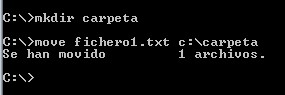 C:\>mkdir carpeta
C:\>move fichero1.txt c:\carpeta
Se han movido         1 archivos.
C:\>